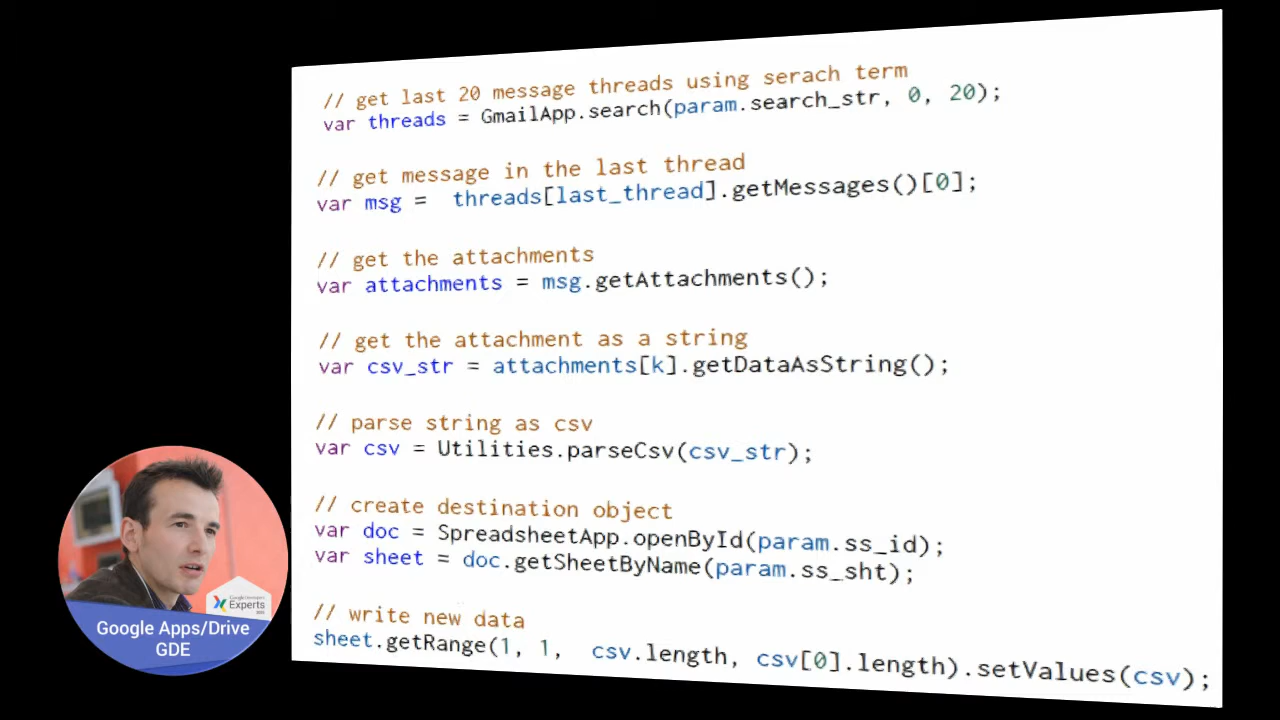 // get last 20 message threads using serach term
var threads = GmailApp.search(param.search_str, 0, 20);
// get message in the last thread
var msg =  threads[last_thread].getMessages()[0];
// get the attachments
var attachments = msg.getAttachments();
// get the attachment as a string
var csv_str = attachments[k].getDataAsString();
// parse string as csv
var csv = Utilities.parseCsv(csv_str);
// create destination object
var doc = SpreadsheetApp.openById(param.ss_id);
var sheet = doc.getSheetByName(param.ss_sht);
// write new data
sheet.getRange(1, 1,  csv.length, csv[0].length).setValues(csv);
Google Developers
Experts
Google Apps/Drive
GDE